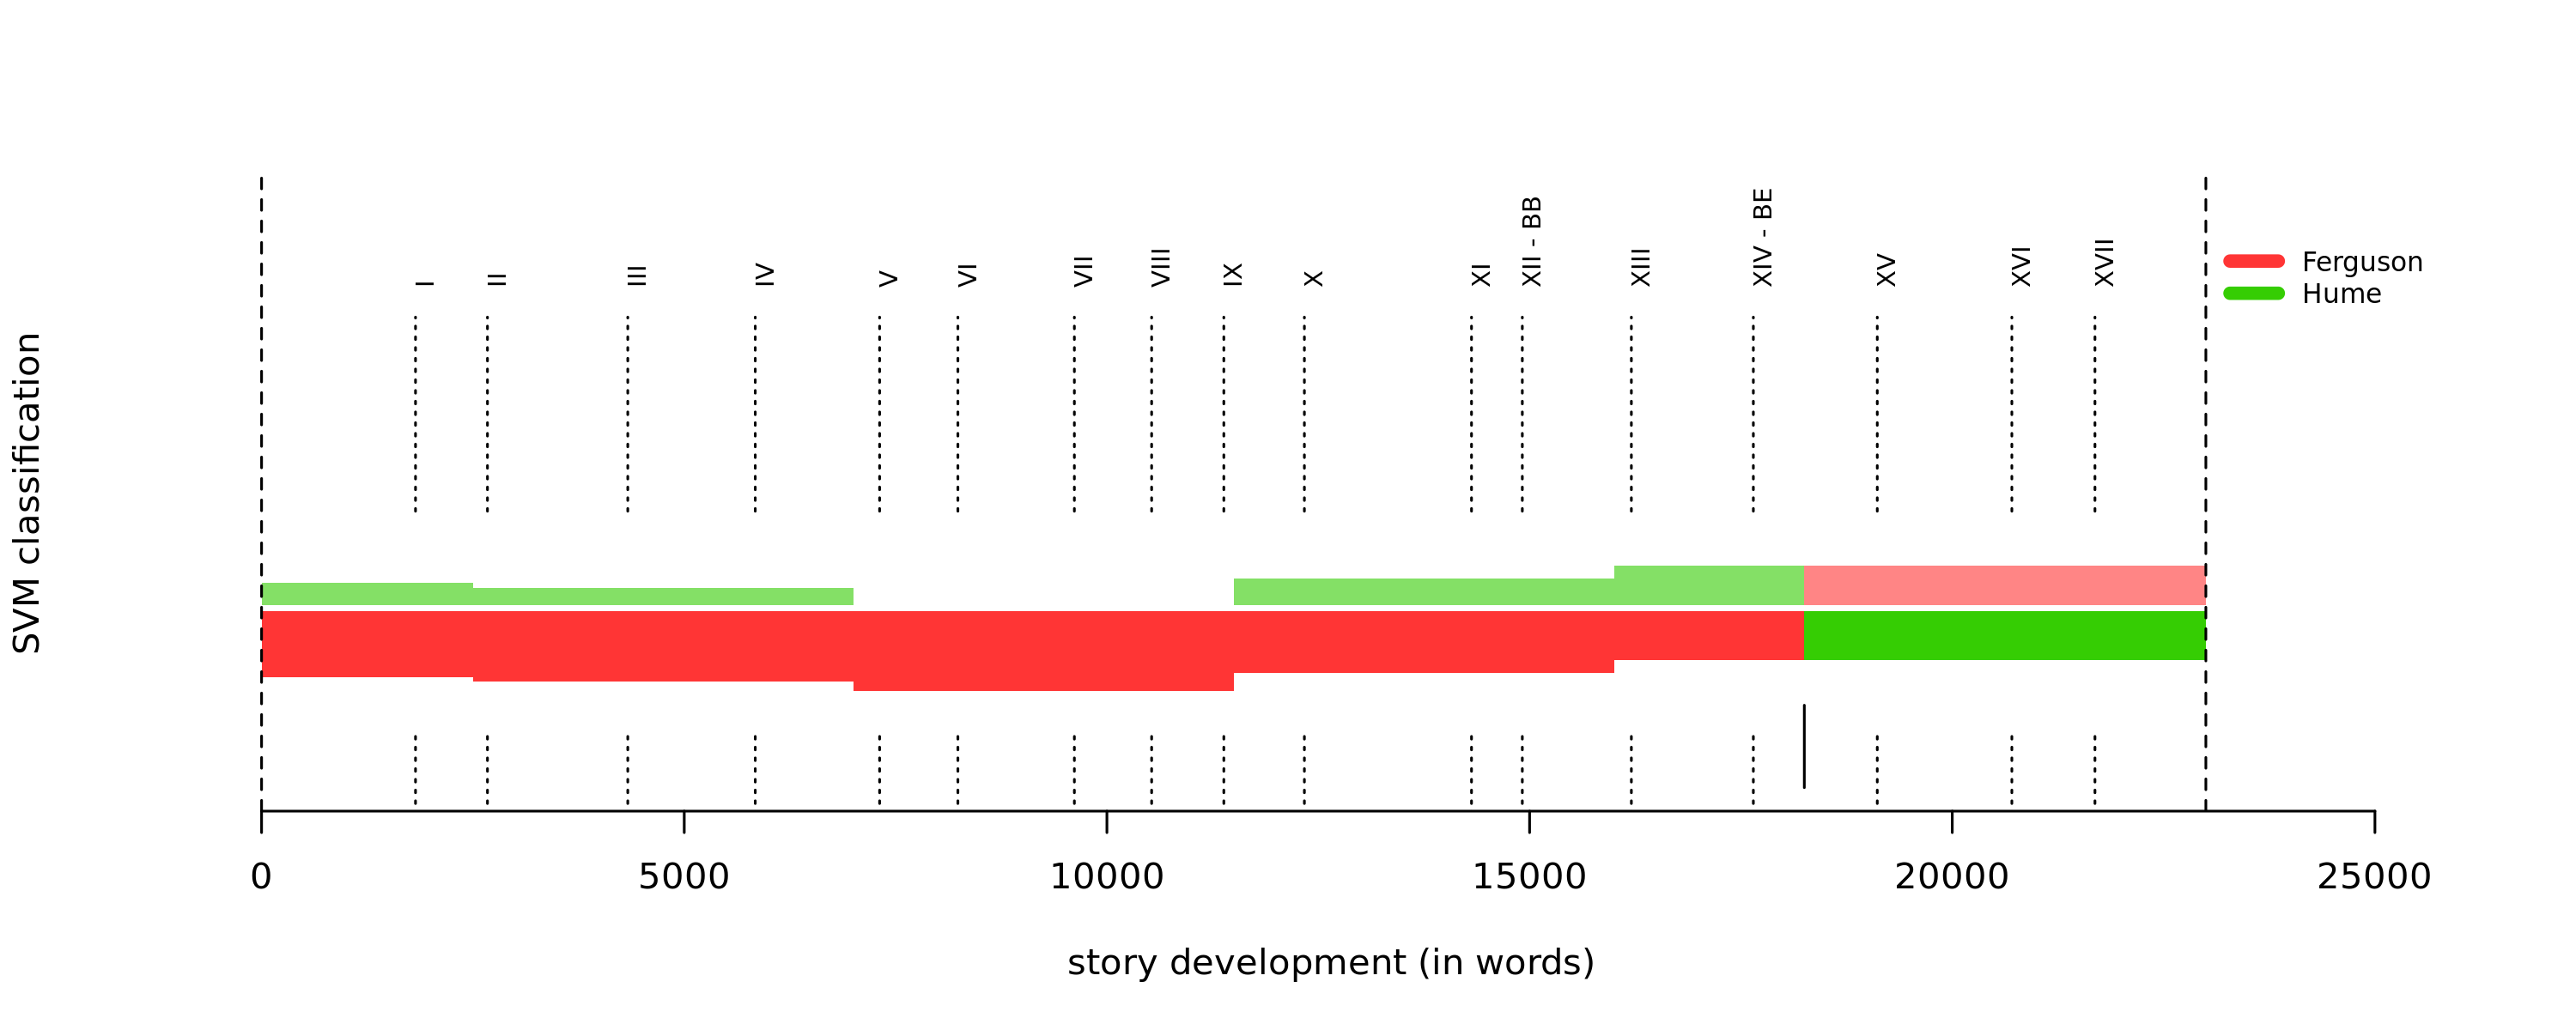 SVM classification
I
II
III
IV
V
VI
VII
VIII
IX
X
XI
XII - BB
XIII
XIV - BE
XV
XVI
XVII
Ferguson
Hume
0
5000
10000
15000
20000
25000
story development (in words)